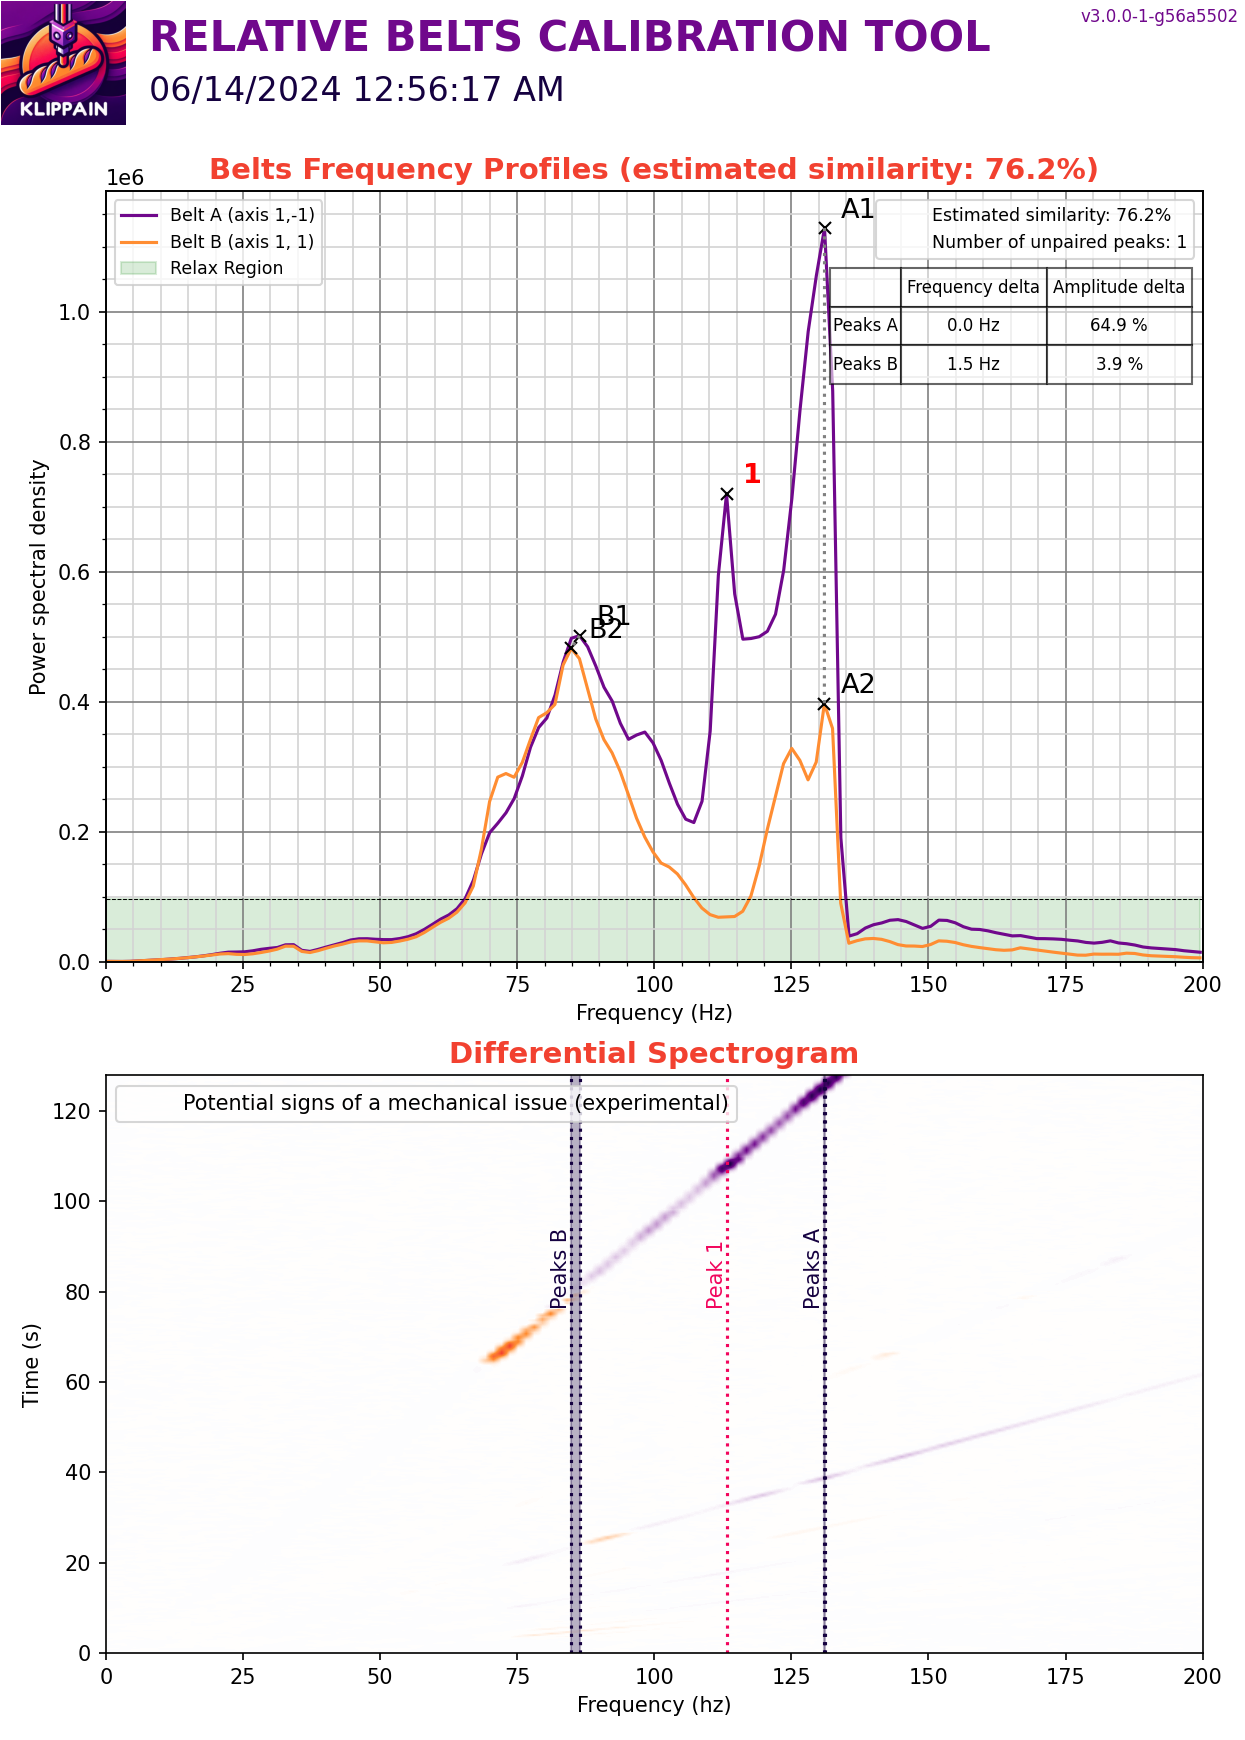 v3.0.0-1-g56a5502
RELATIVE BELTS CALIBRATION TOOL
06/14/2024 12:56:17 AM
KLIPPAIN
Belts Frequency Profiles (estimated similarity: 76.2%)
1e6
Belt A (axis 1,-1)
Belt B (axis 1, 1)
Relax Region
Estimated similarity: 76.2%
Number of unpaired peaks: 1
Frequency delta Amplitude delta
Peaks A 0.0 Hz 64.9 %
Peaks B 1.5 Hz 3.9 %
A1
1
B1
B2
A2
Power spectral density
1.0
0.8
0.6
0.4
0.2
0.0
0 25 50 75 100 125 150 175 200
Frequency (Hz)
Differential Spectrogram
Potential signs of a mechanical issue (experimental)
Peaks B
Peak 1
Peaks A
Time (s)
120
100
80
60
40
20
0
0 25 50 75 100 125 150 175 200
Frequency (hz)